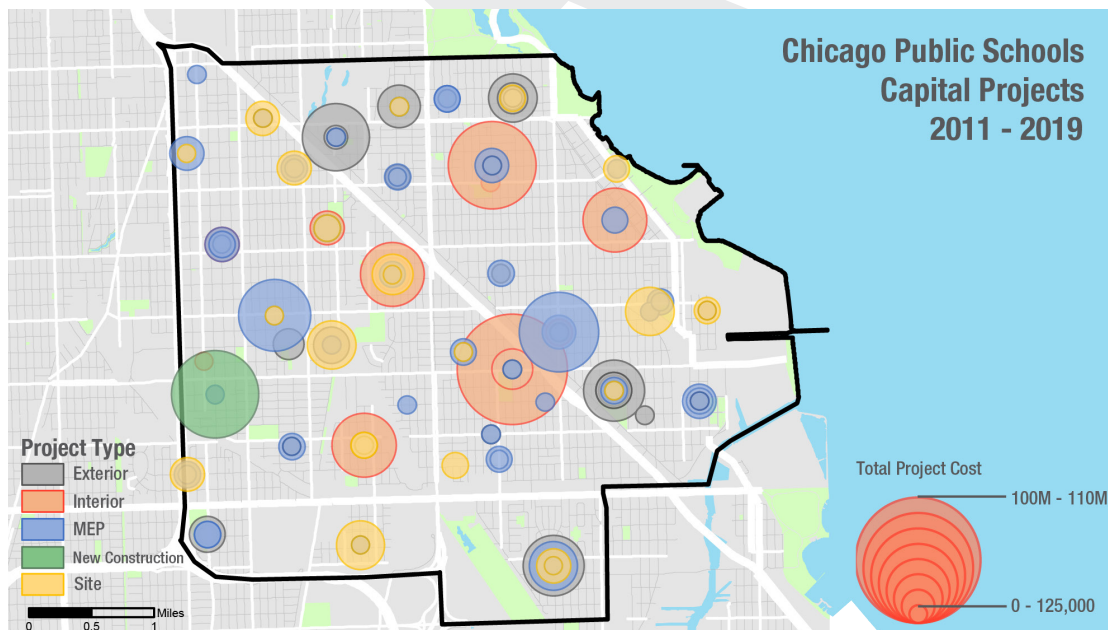 Chicago Public Schools
Capital Projects
2011 - 2019
Project Type
Exterior
Interior
MEP
New Construction
Site
Miles
0 0.5 1
Total Project Cost
100M - 110M
0 - 125,000